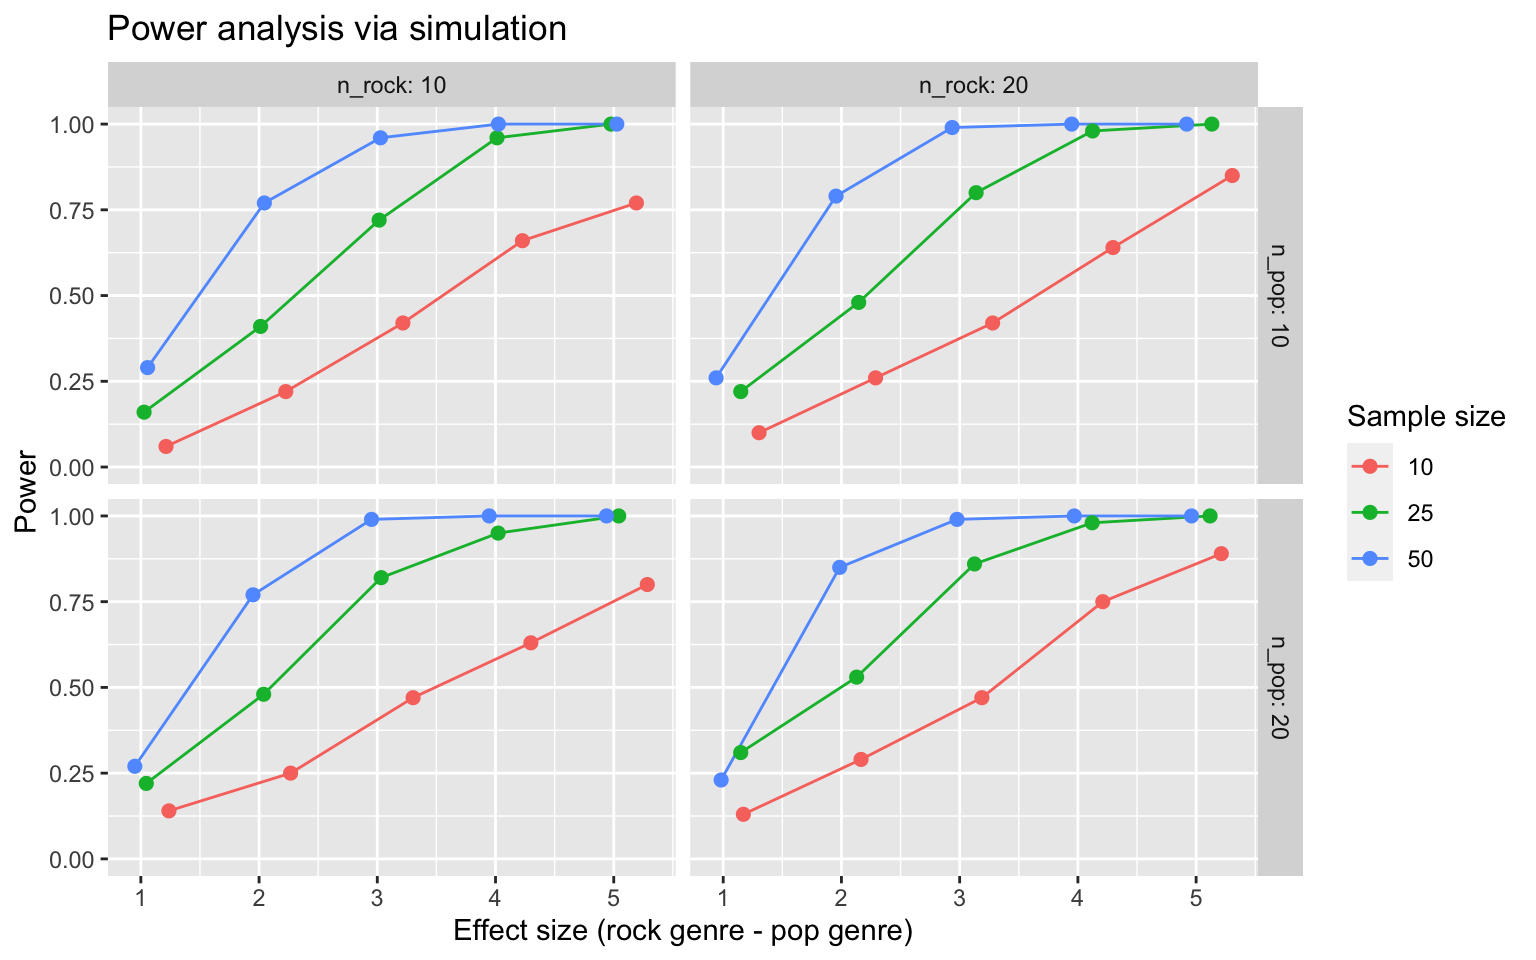 Power analysis via simulation
n_rock: 10
n_rock: 20
1.00
0.75
0.50
0.25
0.00
n_pop: 10
1.00
0.75
0.50
0.25
0.00
n_pop: 20
Power
1 2 3 4 5
1 2 3 4 5
Effect size (rock genre - pop genre)
Sample size
10
25
50